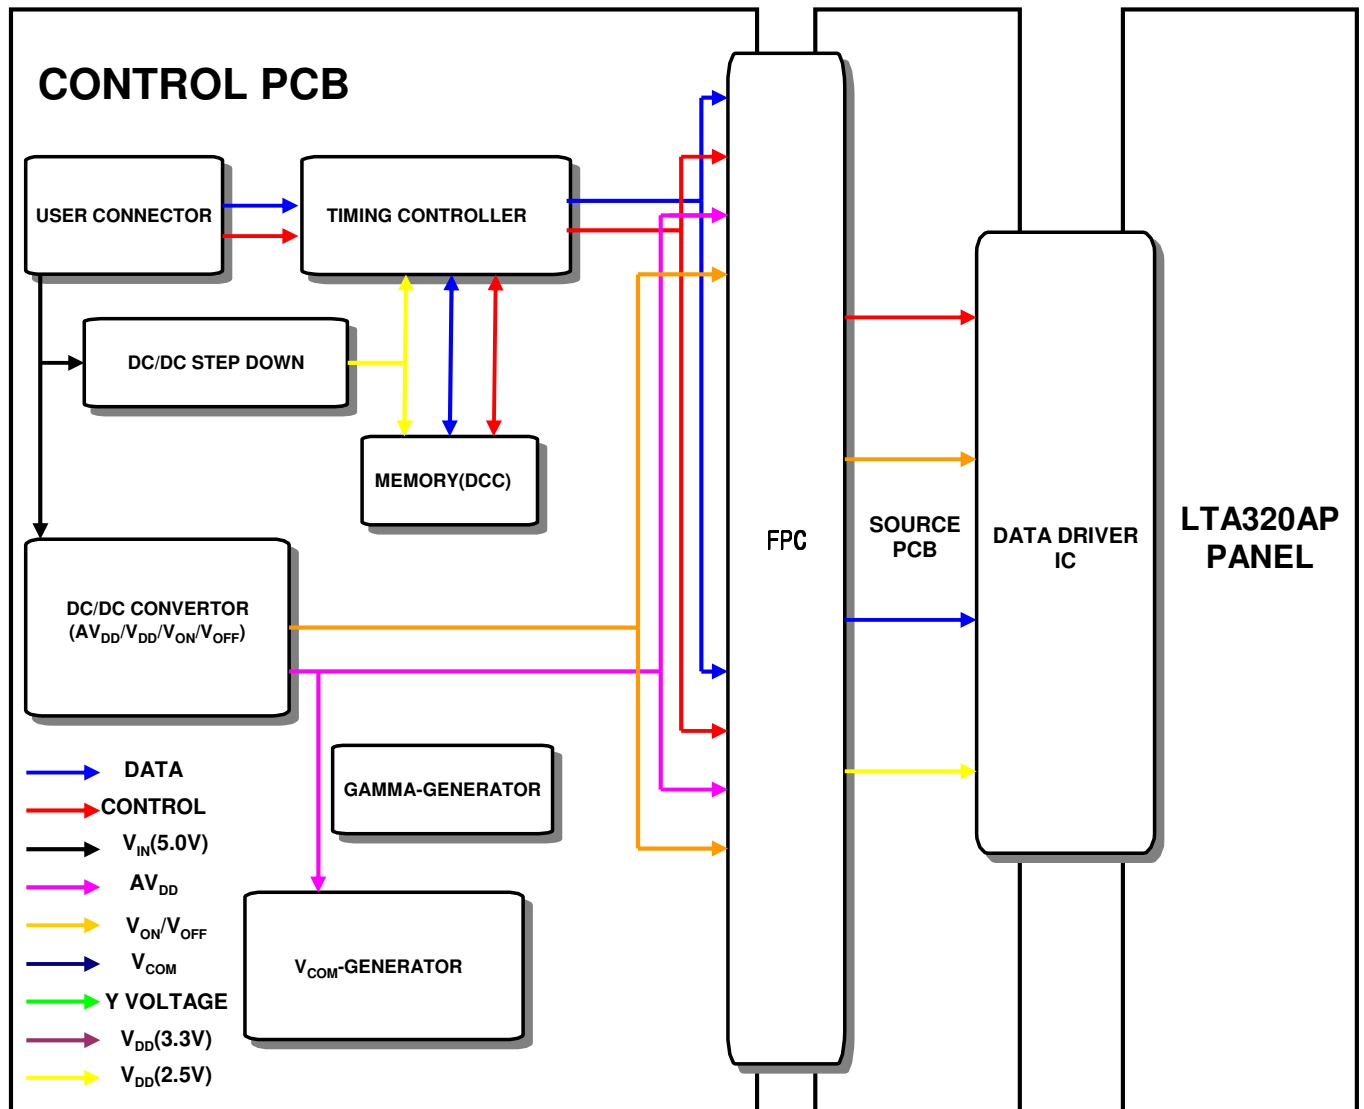 CONTROL PCB
USER CONNECTOR
TIMING CONTROLLER
DC/DC STEP DOWN
MEMORY(DCC)
DC/DC CONVERTOR
(AVDD/VDD/VON/VOFF)
GAMMA-GENERATOR
VCOM-GENERATOR
DATA
CONTROL
VIN(5.0V)
AVDD
VON/VOFF
VCOM
Y VOLTAGE
VDD(3.3V)
VDD(2.5V)
FPC
SOURCE
PCB
DATA DRIVER
IC
LTA320AP
PANEL